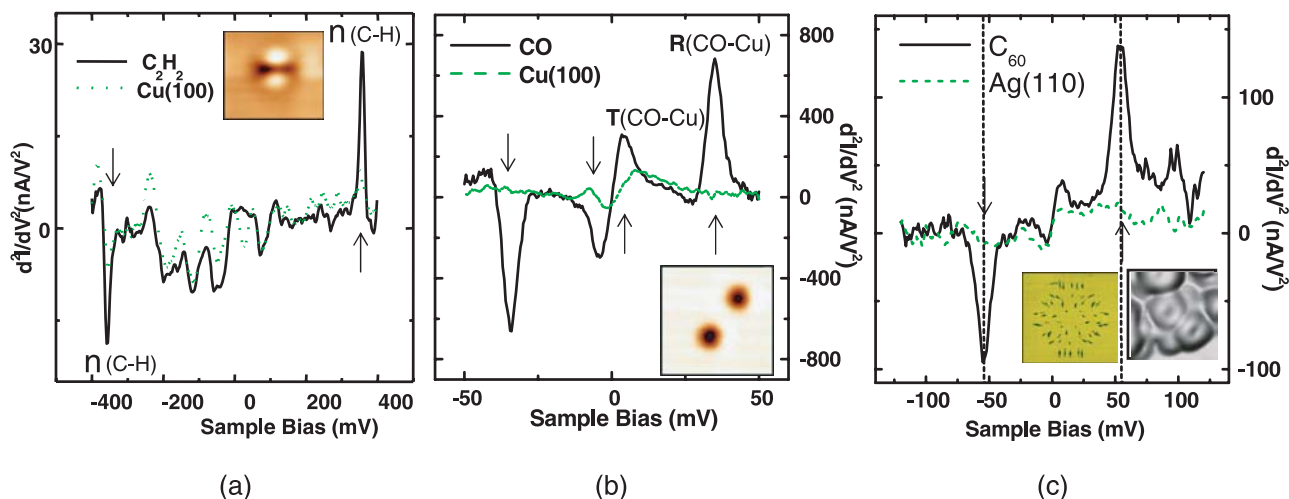 30
0
d²I/dV²(nA/V²)
C₂H₂
Cu(100)
n (C-H)
n (C-H)
-400 -200 0 200 400
Sample Bias (mV)
(a)
CO
Cu(100)
R(CO-Cu)
T(CO-Cu)
800
400
0
-400
-800
d²I/dV² (nA/V²)
-50 0 50
Sample Bias (mV)
(b)
C₆₀
Ag(110)
100
0
-100
d²I/dV² (nA/V²)
-100 -50 0 50 100
Sample Bias (mV)
(c)